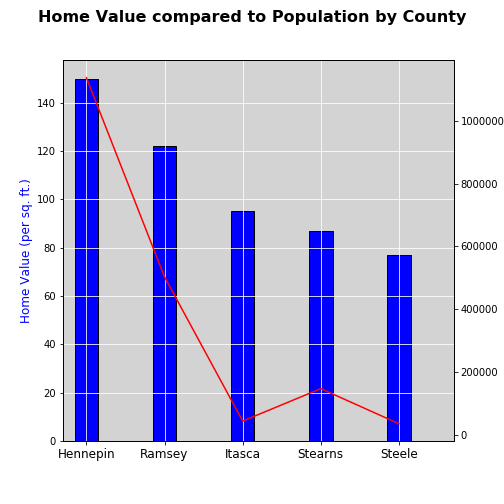 Home Value compared to Population by County
Home Value (per sq. ft.)
140
120
100
80
60
40
20
0
1000000
800000
600000
400000
200000
0
Hennepin
Ramsey
Itasca
Stearns
Steele